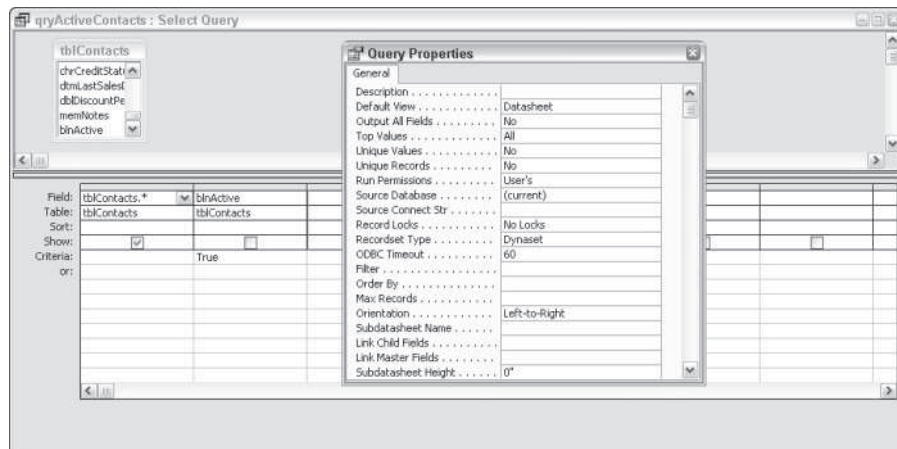 qryActiveContacts : Select Query
tblContacts
chrCreditStatu
dtmLastSalesD
dblDiscountPe
memNotes
blnActive
Query Properties
General
Description . . . . . . . . . . . . .
Default View . . . . . . . . . . . . Datasheet
Output All Fields . . . . . . . . . No
Top Values . . . . . . . . . . . . . All
Unique Values . . . . . . . . . . . No
Unique Records . . . . . . . . . . No
Run Permissions . . . . . . . . . . User's
Source Database . . . . . . . . . (current)
Source Connect Str . . . . . . .
Record Locks . . . . . . . . . . . . No Locks
Recordset Type . . . . . . . . . . Dynaset
ODBC Timeout . . . . . . . . . . . 60
Filter . . . . . . . . . . . . . . . . . .
Order By . . . . . . . . . . . . . . .
Max Records . . . . . . . . . . . .
Orientation . . . . . . . . . . . . . Left-to-Right
Subdatasheet Name . . . . . .
Link Child Fields . . . . . . . . . .
Link Master Fields . . . . . . . .
Subdatasheet Height . . . . . . 0"
Field: tblContacts.* blnActive
Table: tblContacts tblContacts
Sort:
Show:
Criteria: True
or: